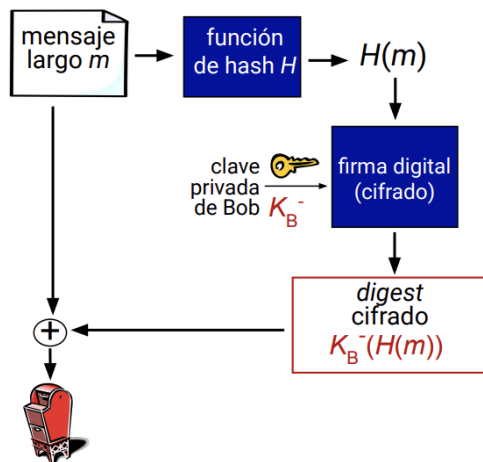 mensaje
largo m
función
de hash H
H(m)
clave
privada
de Bob K_B^-
firma digital
(cifrado)
digest
cifrado
K_B^-(H(m))
+